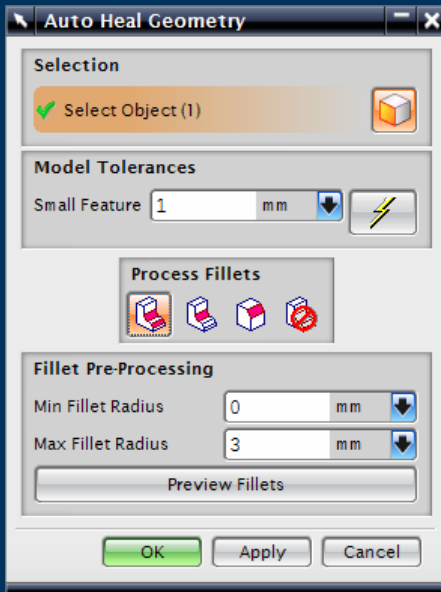 Auto Heal Geometry
Selection
Select Object (1)
Model Tolerances
Small Feature 1 mm
Process Fillets
Fillet Pre-Processing
Min Fillet Radius 0 mm
Max Fillet Radius 3 mm
Preview Fillets
OK Apply Cancel